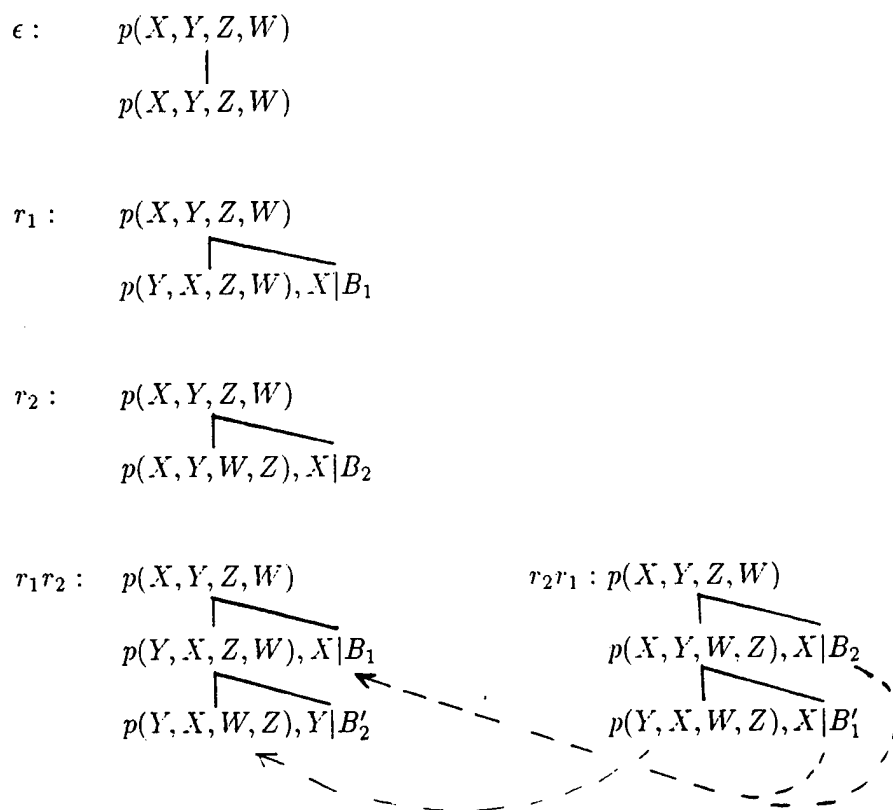 ϵ : p(X, Y, Z, W)
p(X, Y, Z, W)
r₁ : p(X, Y, Z, W)
p(Y, X, Z, W), X|B₁
r₂ : p(X, Y, Z, W)
p(X, Y, W, Z), X|B₂
r₁r₂ : p(X, Y, Z, W)
p(Y, X, Z, W), X|B₁
p(Y, X, W, Z), Y|B′₂
r₂r₁ : p(X, Y, Z, W)
p(X, Y, W, Z), X|B₂
p(Y, X, W, Z), X|B′₁